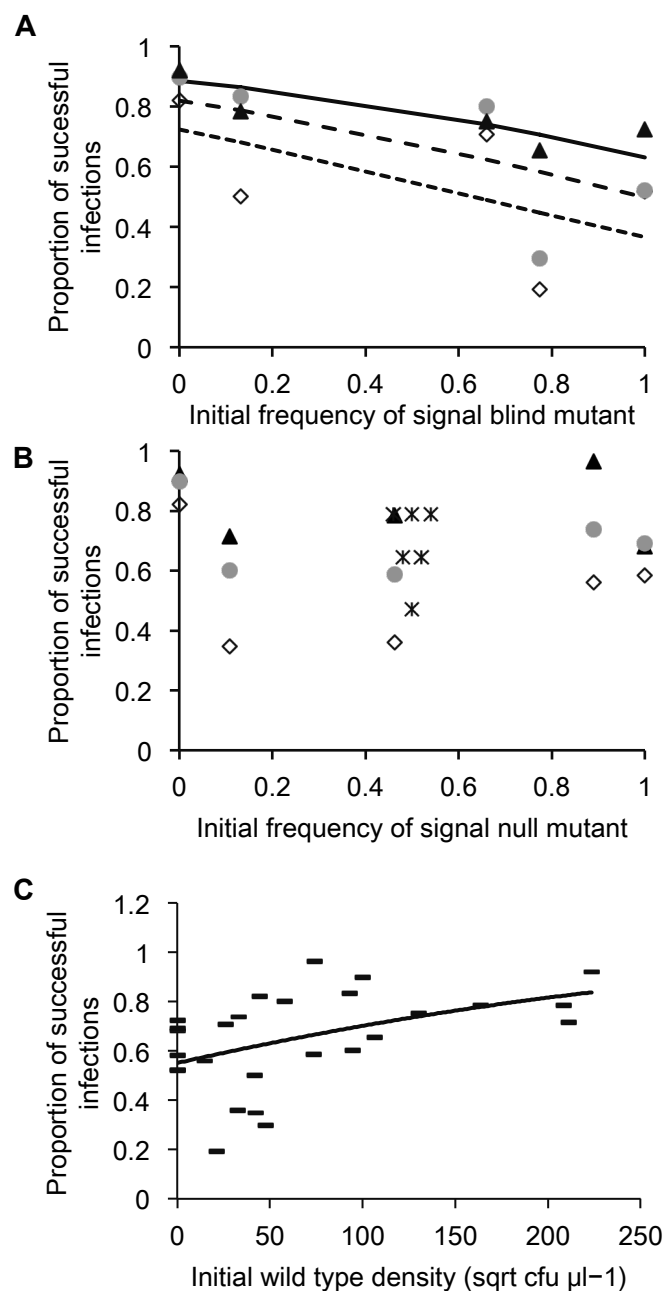 A
Proportion of sucessful
infections
1
0.8
0.6
0.4
0.2
0
0 0.2 0.4 0.6 0.8 1
Initial frequency of signal blind mutant
B
Proportion of successful
infections
1
0.8
0.6
0.4
0.2
0
0 0.2 0.4 0.6 0.8 1
Initial frequency of signal null mutant
C
Proportion of successful
infections
1.2
1
0.8
0.6
0.4
0.2
0
0 50 100 150 200 250
Initial wild type density (sqrt cfu µl−1)